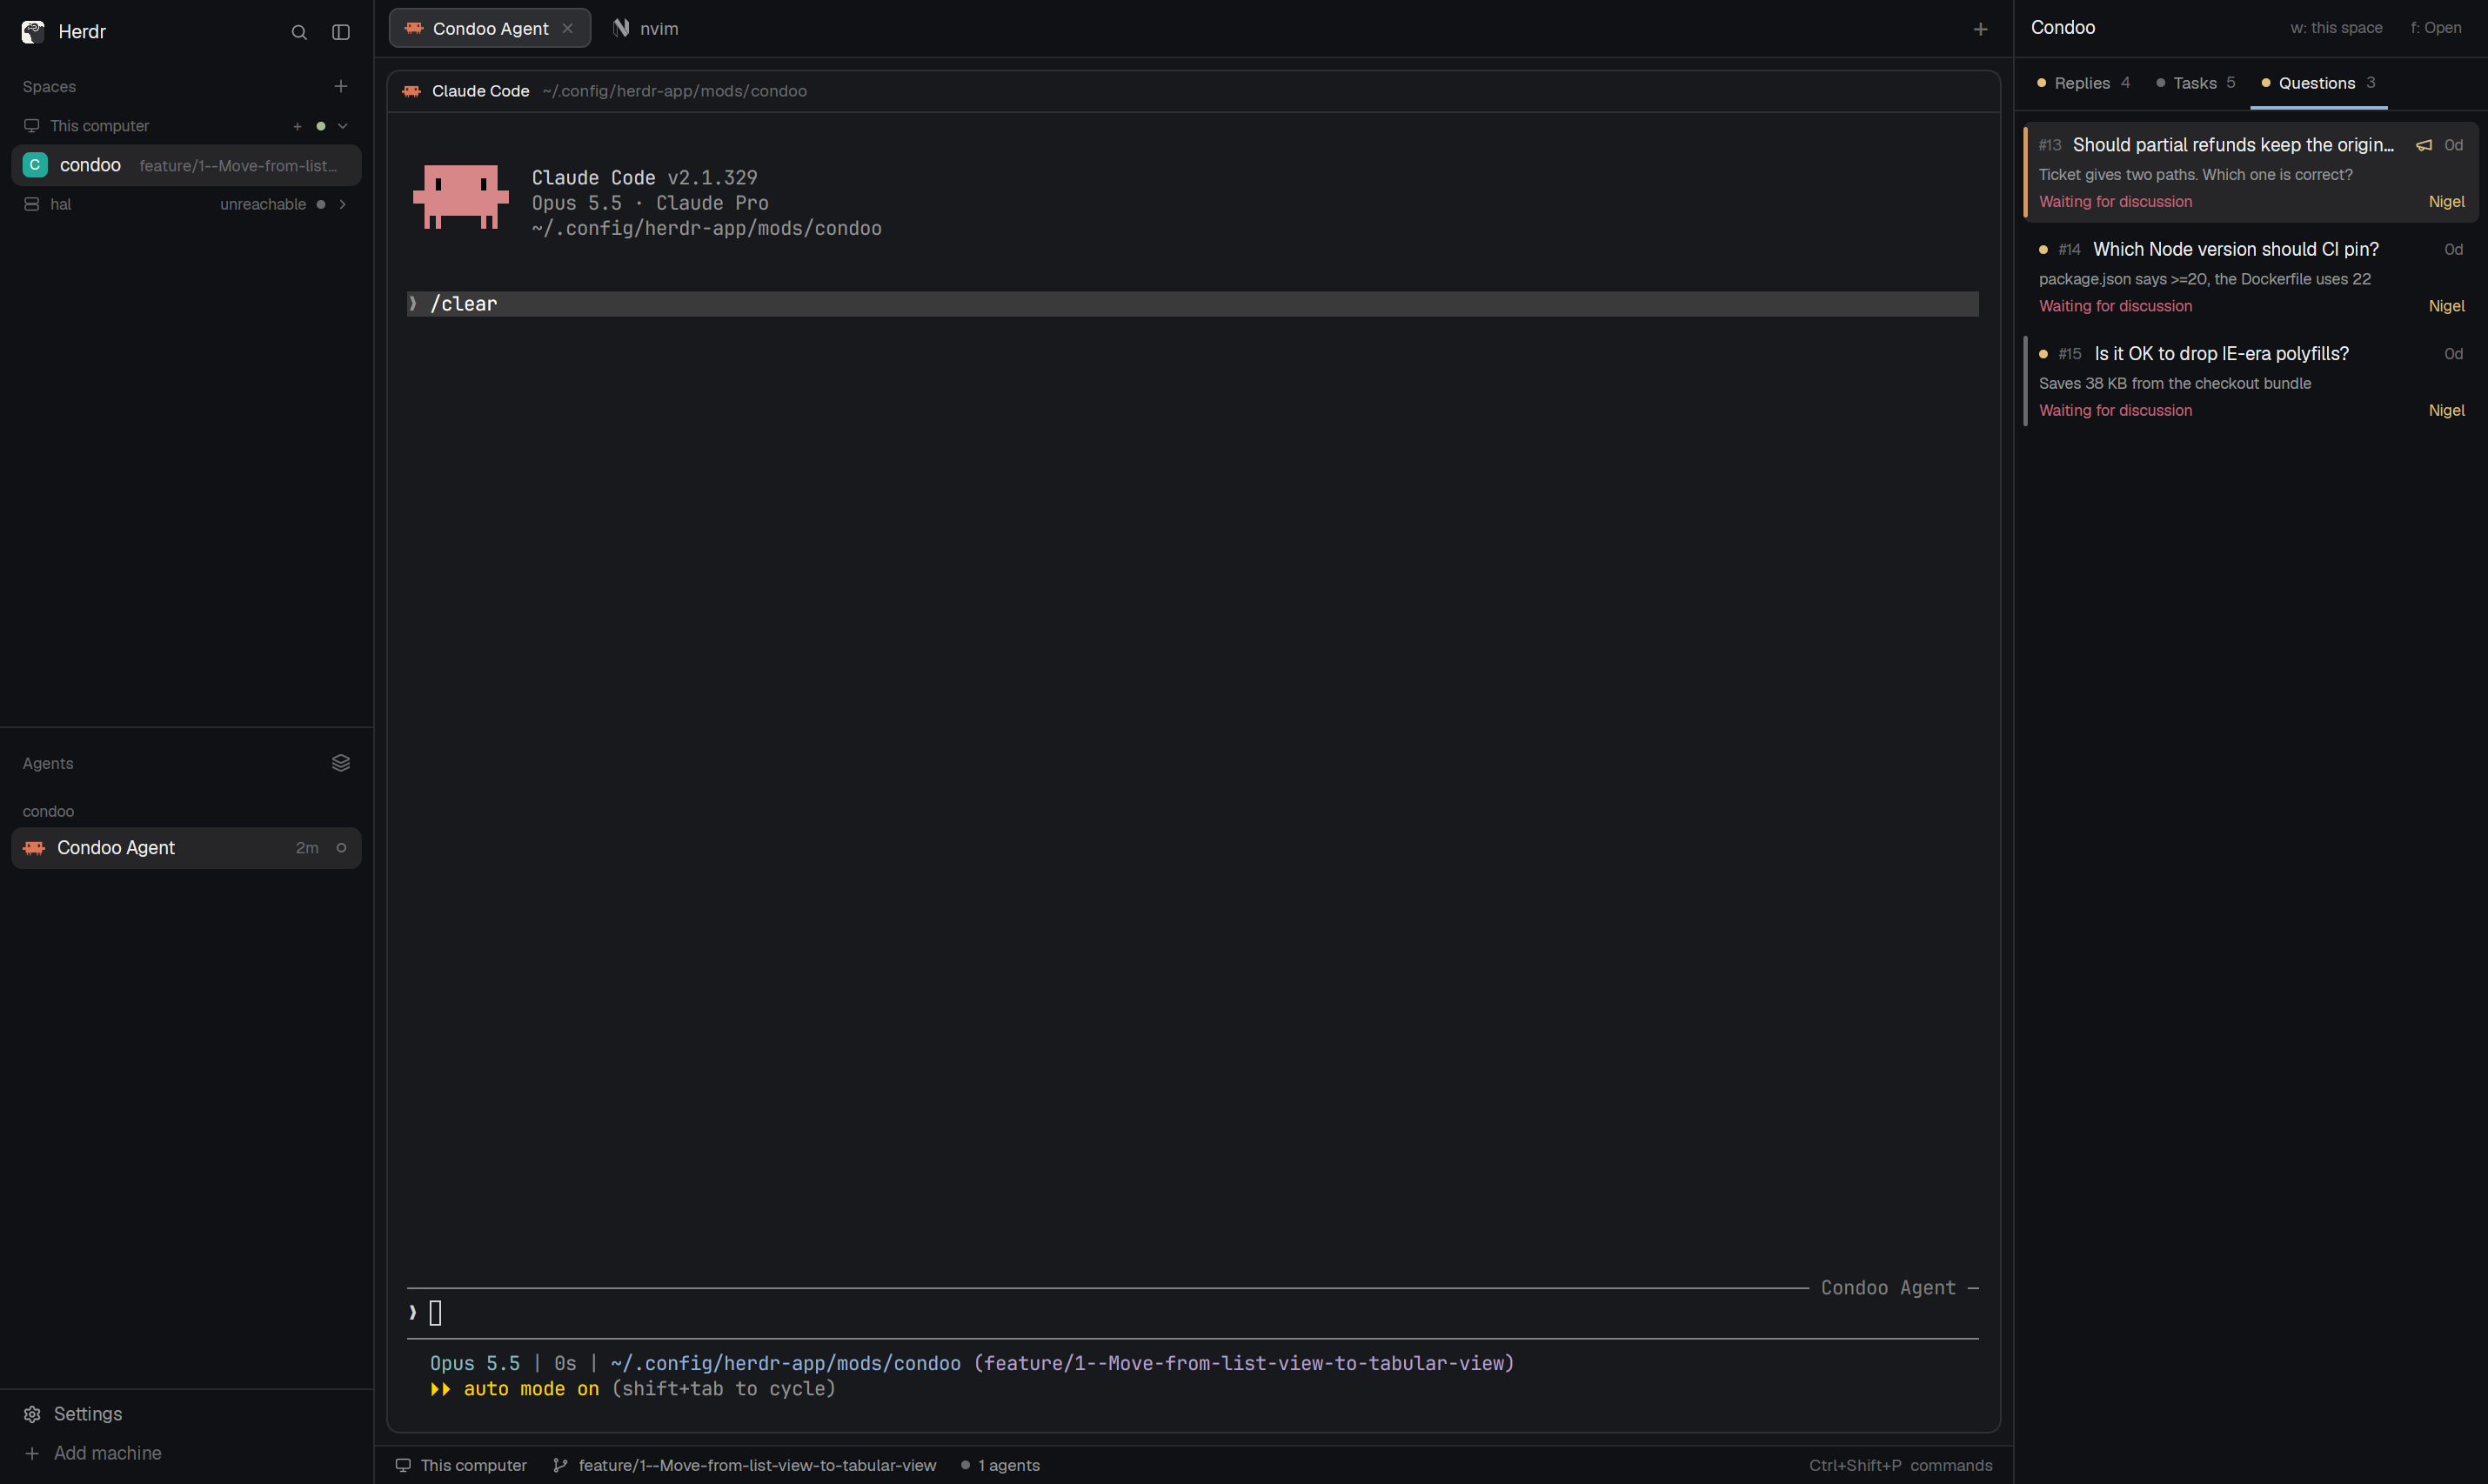 Herdr
Spaces
This computer
C condoo feature/1--Move-from-list...
hal unreachable
Agents
condoo
Condoo Agent 2m
Settings
Add machine
Condoo Agent
nvim
Claude Code ~/.config/herdr-app/mods/condoo
Claude Code v2.1.329
Opus 5.5 · Claude Pro
~/.config/herdr-app/mods/condoo
❯ /clear
Condoo Agent
❯
Opus 5.5 | 0s | ~/.config/herdr-app/mods/condoo (feature/1--Move-from-list-view-to-tabular-view)
⏵⏵ auto mode on (shift+tab to cycle)
This computer feature/1--Move-from-list-view-to-tabular-view 1 agents Ctrl+Shift+P commands
Condoo w: this space f: Open
Replies 4 Tasks 5 Questions 3
#13 Should partial refunds keep the origin... 0d
Ticket gives two paths. Which one is correct?
Waiting for discussion Nigel
#14 Which Node version should CI pin? 0d
package.json says >=20, the Dockerfile uses 22
Waiting for discussion Nigel
#15 Is it OK to drop IE-era polyfills? 0d
Saves 38 KB from the checkout bundle
Waiting for discussion Nigel